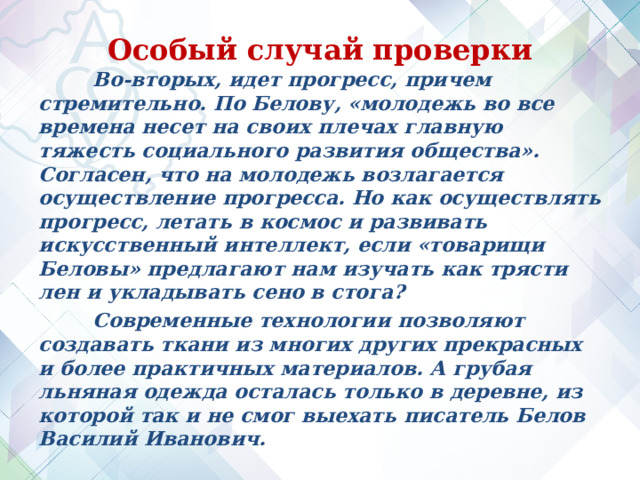 Особый случай проверки
Во-вторых, идет прогресс, причем
стремительно. По Белову, «молодежь во все
времена несет на своих плечах главную
тяжесть социального развития общества».
Согласен, что на молодежь возлагается
осуществление прогресса. Но как осуществлять
прогресс, летать в космос и развивать
искусственный интеллект, если «товарищи
Беловы» предлагают нам изучать как трясти
лен и укладывать сено в стога?
Современные технологии позволяют
создавать ткани из многих других прекрасных
и более практичных материалов. А грубая
льняная одежда осталась только в деревне, из
которой так и не смог выехать писатель Белов
Василий Иванович.